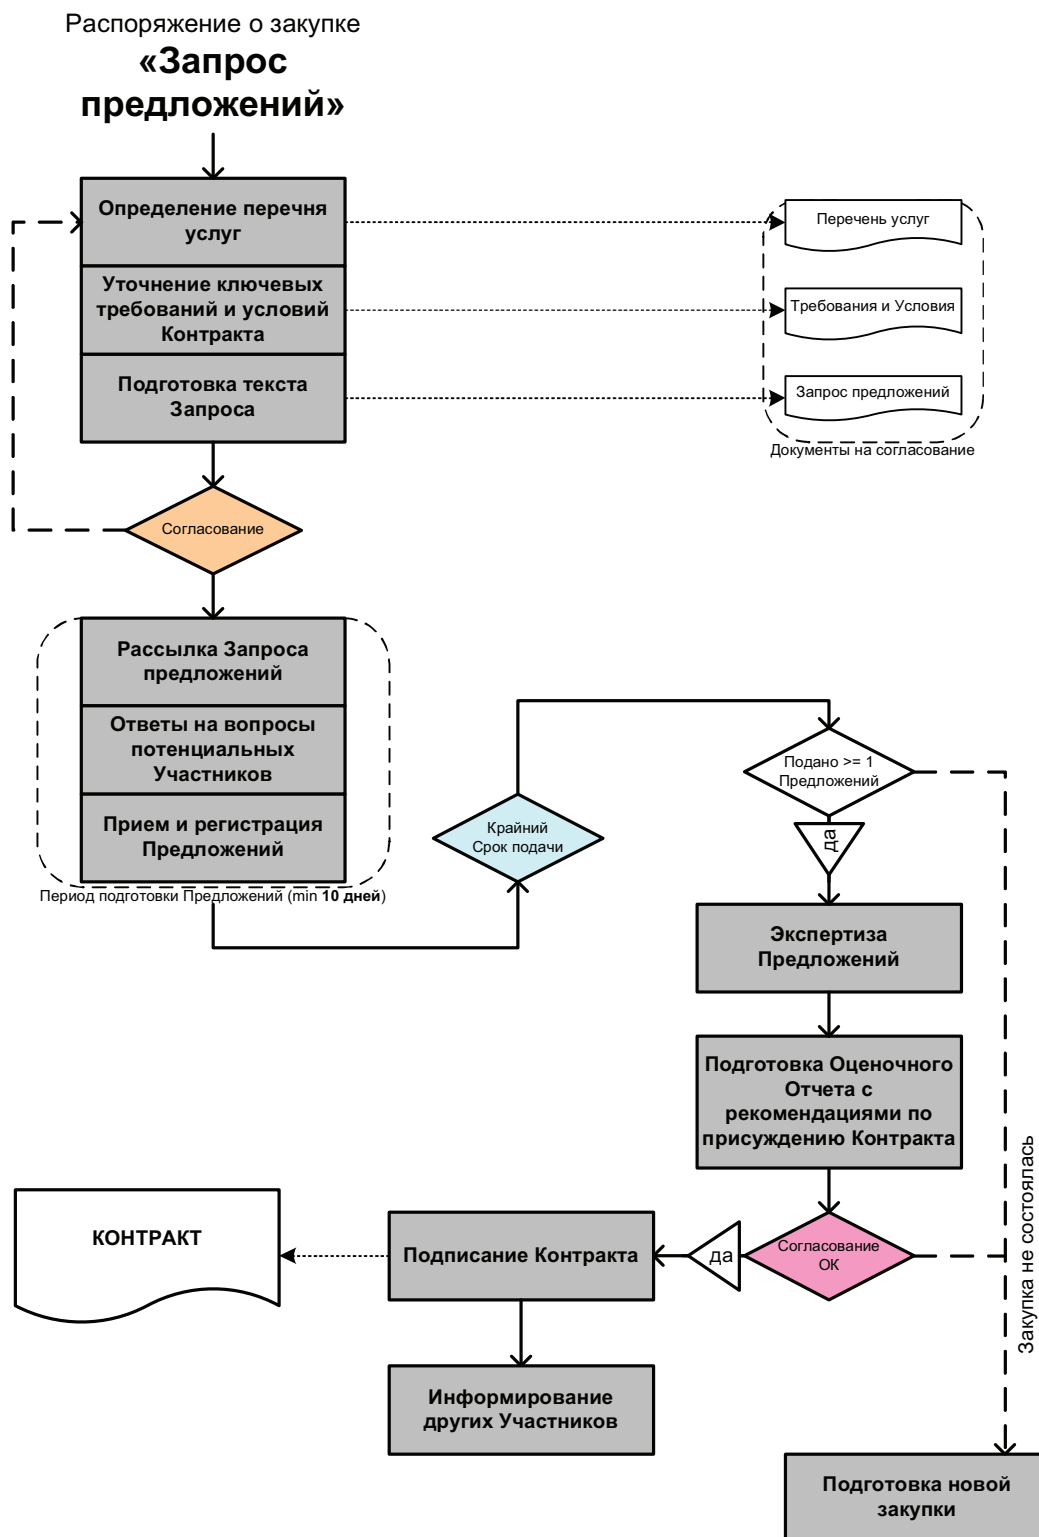 Распоряжение о закупке
«Запрос
предложений»
Определение перечня
услуг
Уточнение ключевых
требований и условий
Контракта
Подготовка текста
Запроса
Перечень услуг
Требования и Условия
Запрос предложений
Документы на согласование
Согласование
Рассылка Запроса
предложений
Ответы на вопросы
потенциальных
Участников
Прием и регистрация
Предложений
Период подготовки Предложений (min 10 дней)
Крайний
Срок подачи
Подано >= 1
Предложений
да
Экспертиза
Предложений
Подготовка Оценочного
Отчета с
рекомендациями по
присуждению Контракта
Согласование
ОК
да
Подписание Контракта
КОНТРАКТ
Информирование
других Участников
Закупка не состоялась
Подготовка новой
закупки